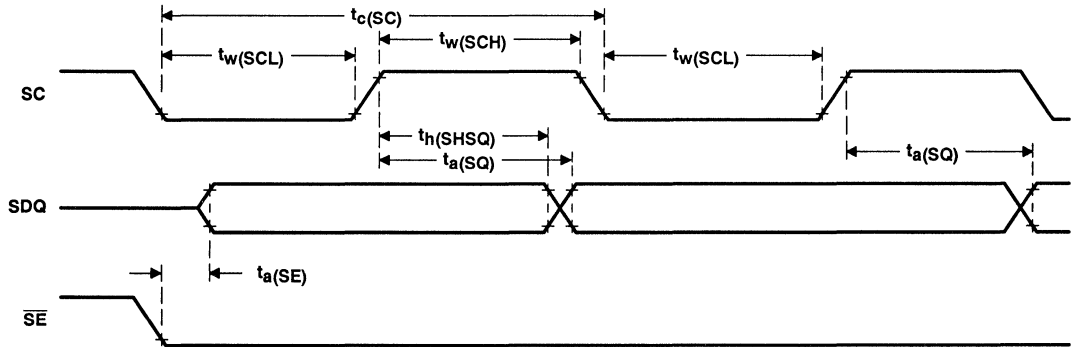 tc(SC)
tw(SCL) tw(SCH) tw(SCL)
SC
th(SHSQ)
ta(SQ) ta(SQ)
SDQ
ta(SE)
SE